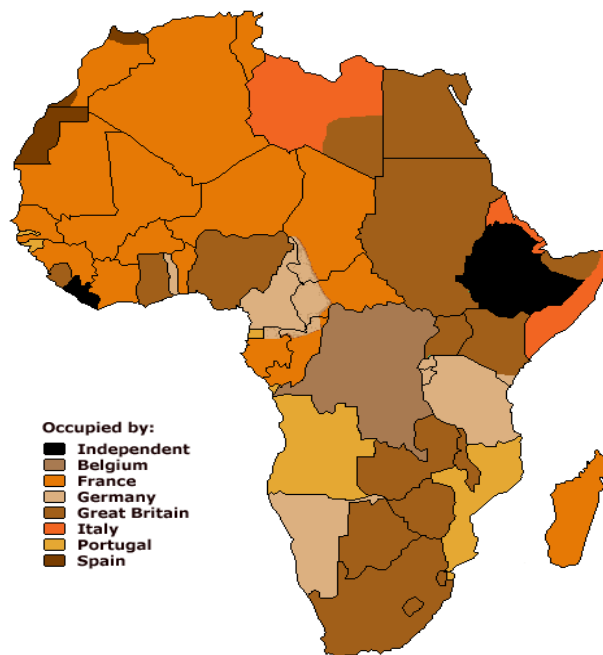 Occupied by:
Independent
Belgium
France
Germany
Great Britain
Italy
Portugal
Spain